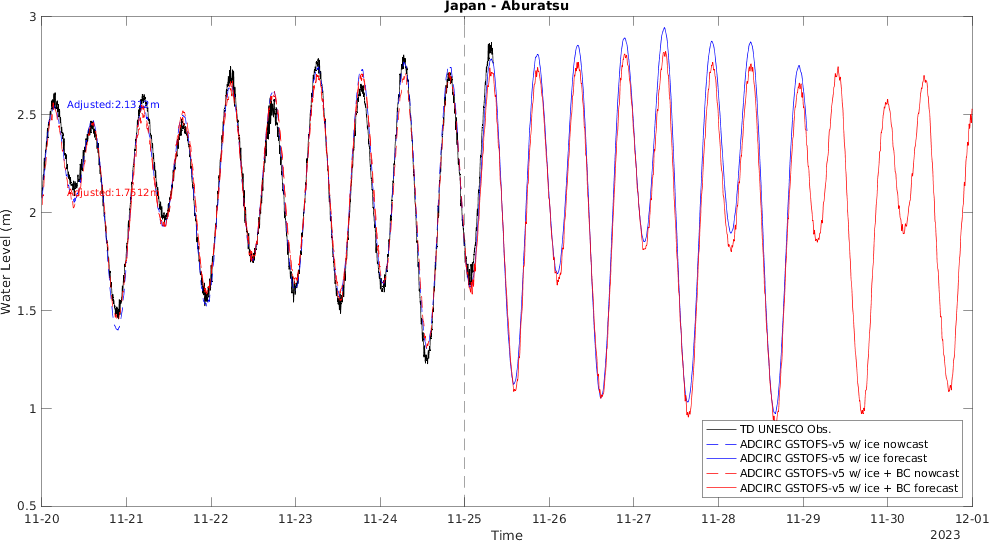 Japan - Aburatsu
Water Level (m)
3
2.5
2
1.5
1
0.5
Adjusted:1.7512m
TD UNESCO Obs.
ADCIRC GSTOFS-v5 w/ ice nowcast
ADCIRC GSTOFS-v5 w/ ice forecast
ADCIRC GSTOFS-v5 w/ ice + BC nowcast
ADCIRC GSTOFS-v5 w/ ice + BC forecast
11-20 11-21 11-22 11-23 11-24 11-25 11-26 11-27 11-28 11-29 11-30 12-01
Time
2023